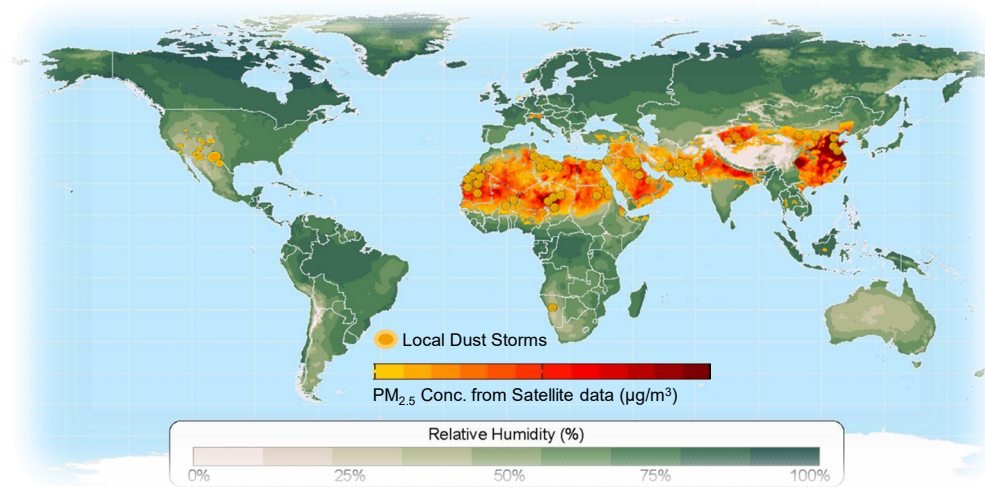 Local Dust Storms
PM₂.₅ Conc. from Satellite data (µg/m³)
Relative Humidity (%)
0% 25% 50% 75% 100%